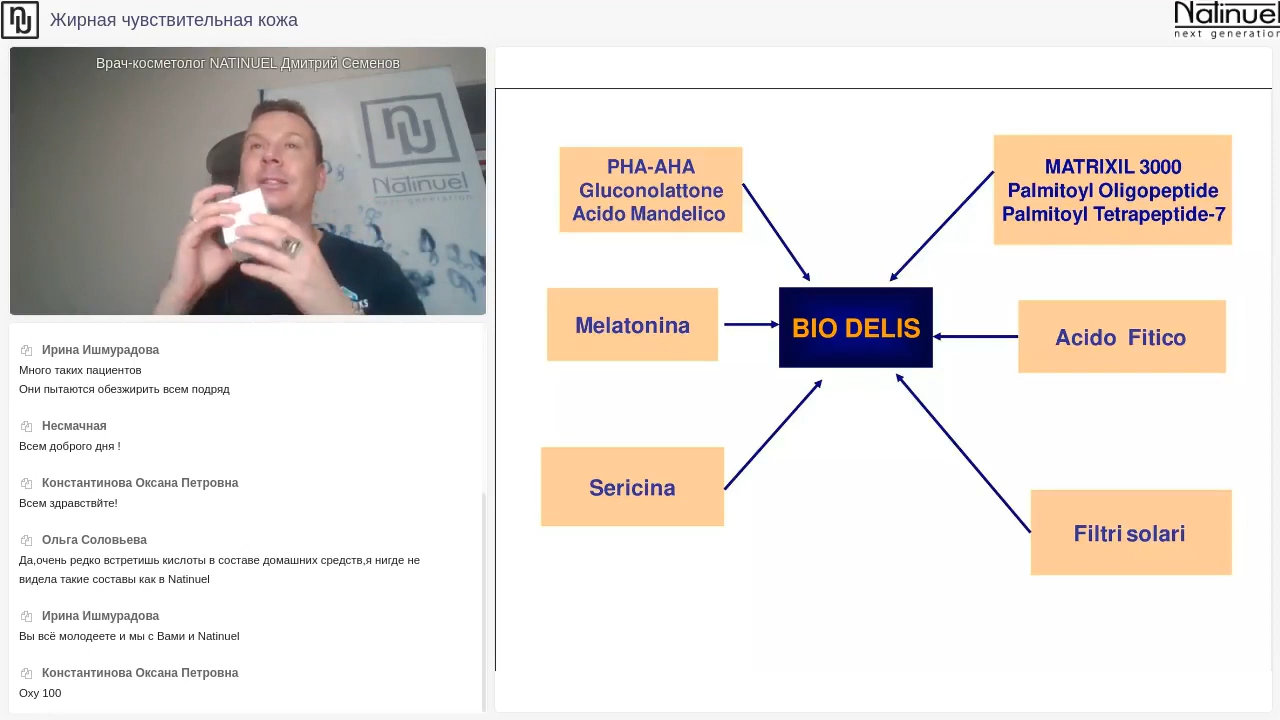 Жирная чувствительная кожа
Natinuel
next generation
Врач-косметолог NATINUEL Дмитрий Семенов
Natinuel
next generation
Ирина Ишмурадова
Много таких пациентов
Они пытаются обезжирить всем подряд
Несмачная
Всем доброго дня !
Константинова Оксана Петровна
Всем здравствйте!
Ольга Соловьева
Да,очень редко встретишь кислоты в составе домашних средств,я нигде не
видела такие составы как в Natinuel
Ирина Ишмурадова
Вы всё молодеете и мы с Вами и Natinuel
Константинова Оксана Петровна
Oxy 100
PHA-AHA
Gluconolattone
Acido Mandelico
MATRIXIL 3000
Palmitoyl Oligopeptide
Palmitoyl Tetrapeptide-7
Melatonina
BIO DELIS
Acido Fitico
Sericina
Filtri solari